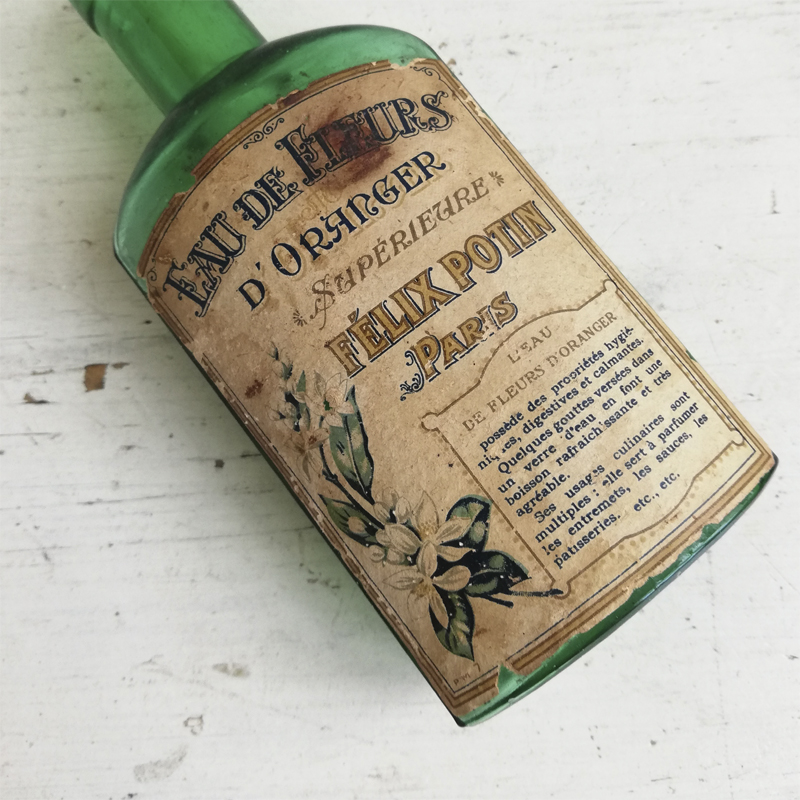 EAU DE FLEURS
D'ORANGER
SUPÉRIEURE
FÉLIX POTIN
PARIS
L'EAU
DE FLEURS D'ORANGER
possède des propriétés hygié-
digestives et calmantes.
Quelques gouttes versées dans
un verre d'eau en font une
boisson rafraîchissante et très
agréable.
Ses usages culinaires sont
multiples : elle sert à parfumer
les entremets, les sauces, les
patisseries. etc., etc.